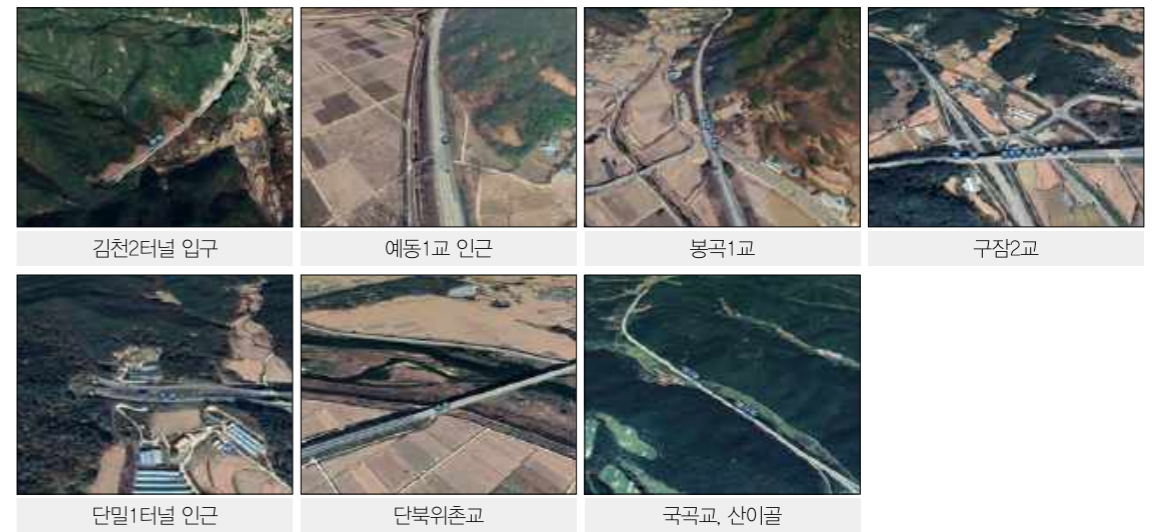 김천2터널 입구
예동1교 인근
봉곡1교
구잠2교
단밀1터널 인근
단북위촌교
국곡교, 산이골